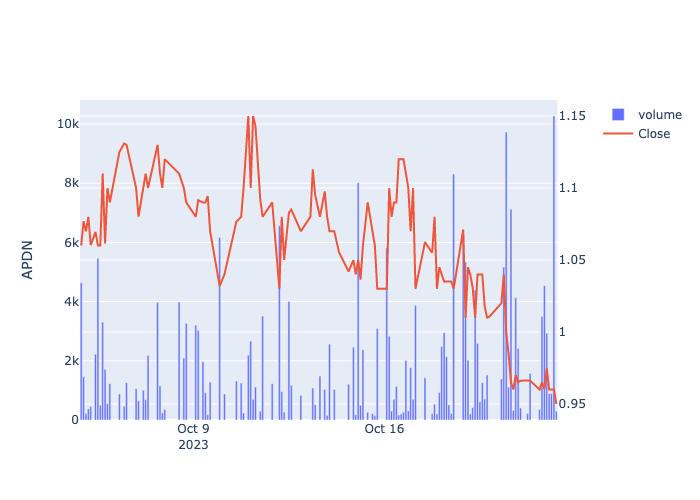 volume
Close
APDN
10k
8k
6k
4k
2k
0
1.15
1.1
1.05
1
0.95
Oct 9
2023
Oct 16